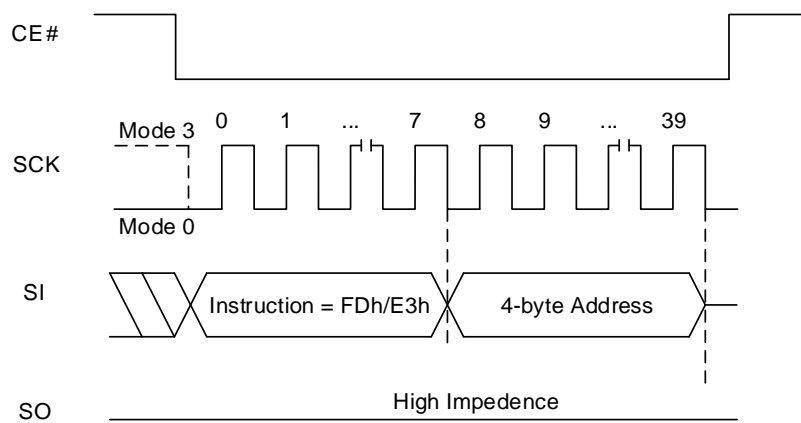 CE#
0 1 ... 7 8 9 ... 39
Mode 3
SCK
Mode 0
SI
Instruction = FDh/E3h 4-byte Address
High Impedence
SO